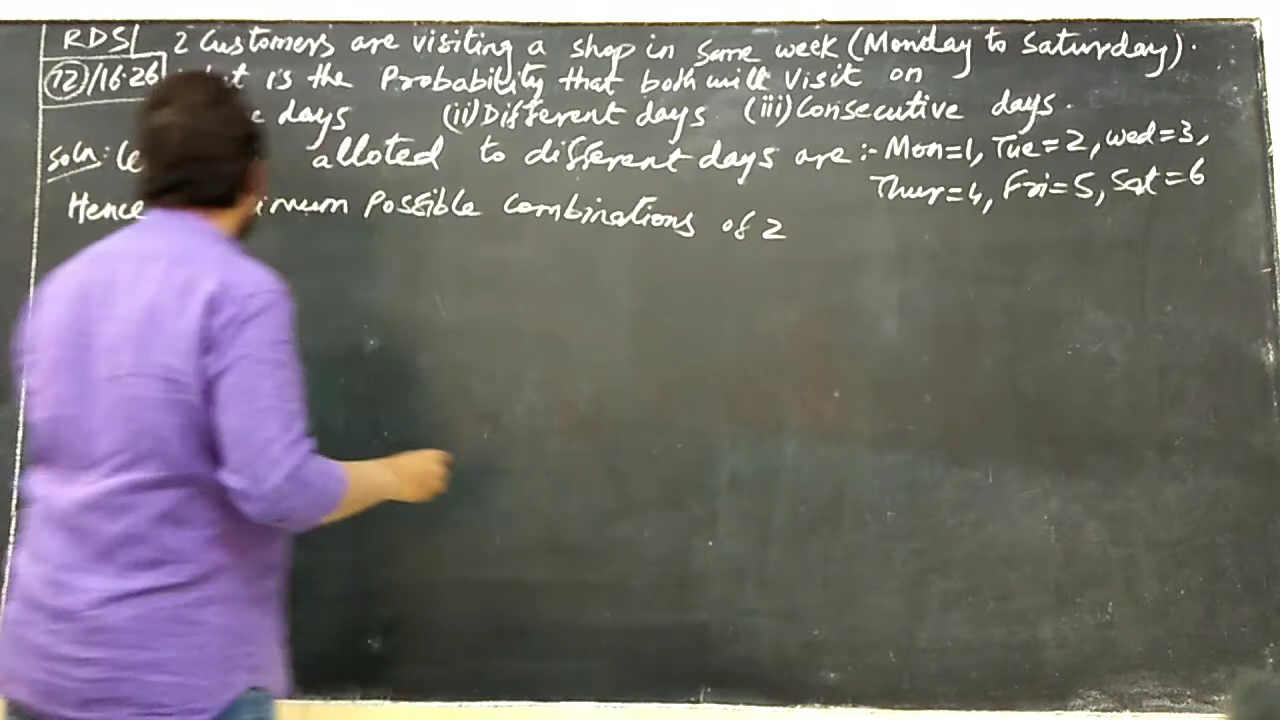 RDSL 2 Customers are visiting a shop in Same week (Monday to Saturday).
(12)/16.26 is the Probability that both will Visit on
days (ii) Different days. (iii) Consecutive days.
Soln: alloted to different days are :- Mon=1, Tue=2, wed=3,
Thur=4, Fri=5, Sat=6
Hence Possible Combinations of 2